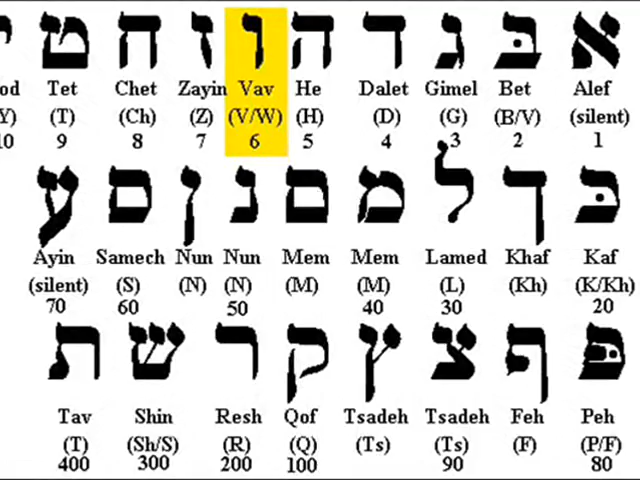 א בּ ג ד ה ו ז ח ט י
Alef Bet Gimel Dalet He Vav Zayin Chet Tet od
(silent) (B/V) (G) (D) (H) (V/W) (Z) (Ch) (T) Y)
1 2 3 4 5 6 7 8 9 10
כּ ך ל מ ם נ ן ס ע
Kaf Khaf Lamed Mem Mem Nun Nun Samech Ayin
(K/Kh) (Kh) (L) (M) (M) (N) (N) (S) (silent)
20 30 40 50 60 70
פּ ף צ ץ ק ר ש ת
Peh Feh Tsadeh Tsadeh Qof Resh Shin Tav
(P/F) (F) (Ts) (Ts) (Q) (R) (Sh/S) (T)
80 90 100 200 300 400